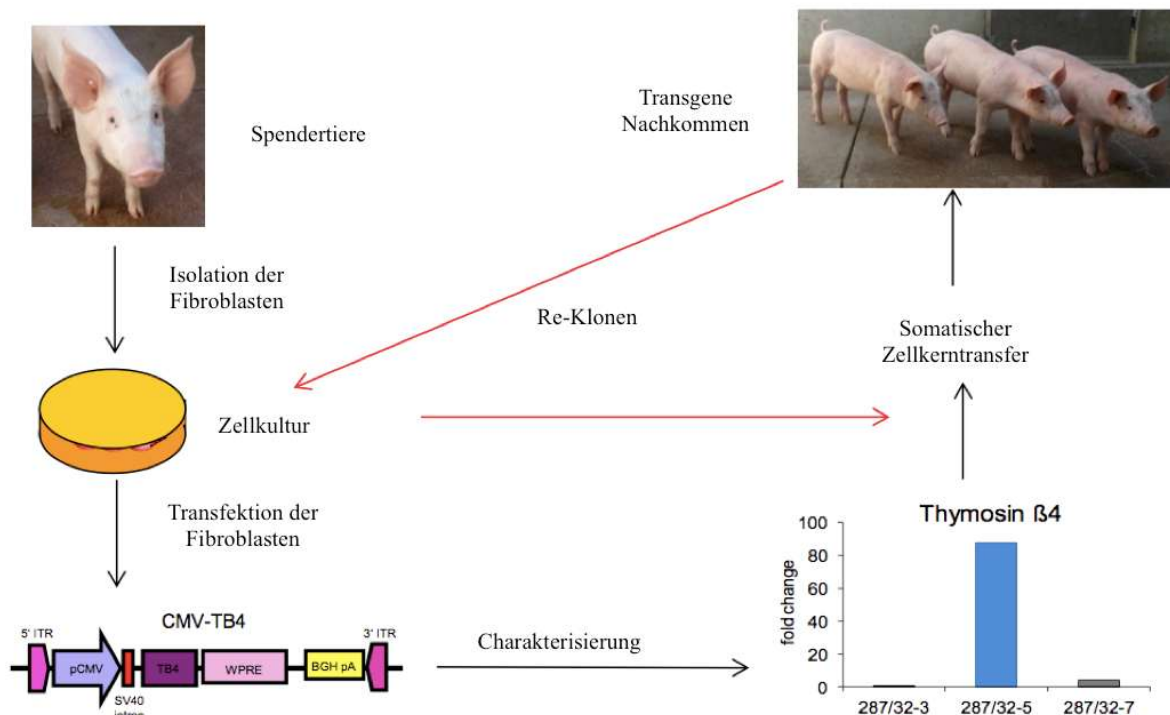 Spendertiere
Transgene
Nachkommen
Isolation der
Fibroblasten
Re-Klonen
Somatischer
Zellkerntransfer
Zellkultur
Transfektion der
Fibroblasten
CMV-TB4
5' ITR
3' ITR
pCMV
TB4
WPRE
BGH pA
SV40
Charakterisierung
Thymosin ß4
fold change
100
80
60
40
20
0
287/32-3
287/32-5
287/32-7